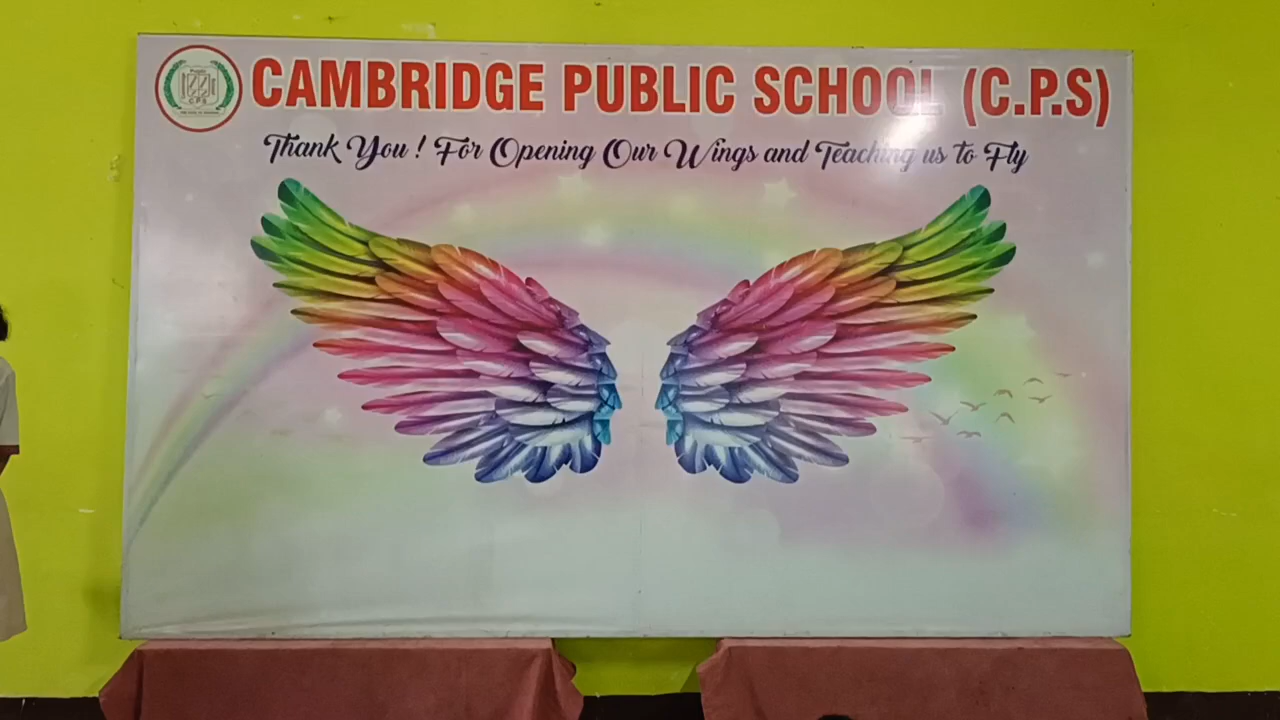 CAMBRIDGE PUBLIC SCHOOL (C.P.S)
Thank You ! For Opening Our Wings and Teaching us to Fly
C.P.S